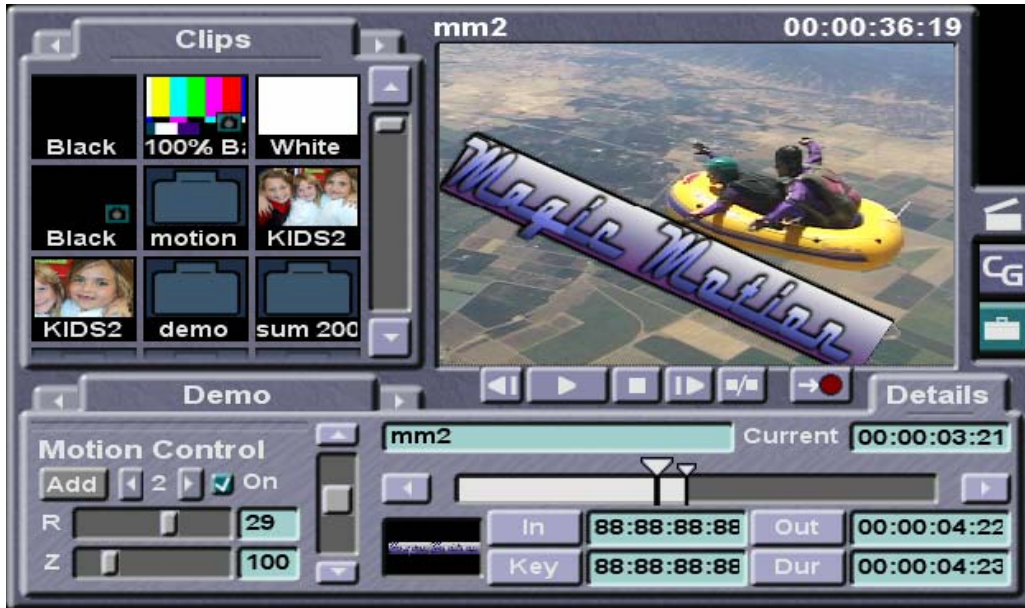 Clips
mm2 00:00:36:19
Black 100% Ba White
Black motion KIDS2
KIDS2 demo sum 200
Magic Motion
CG
Demo
Details
Motion Control
mm2 Current 00:00:03:21
Add 2 On
R 29
In 88:88:88:88 Out 00:00:04:22
Z 100
Key 88:88:88:88 Dur 00:00:04:23